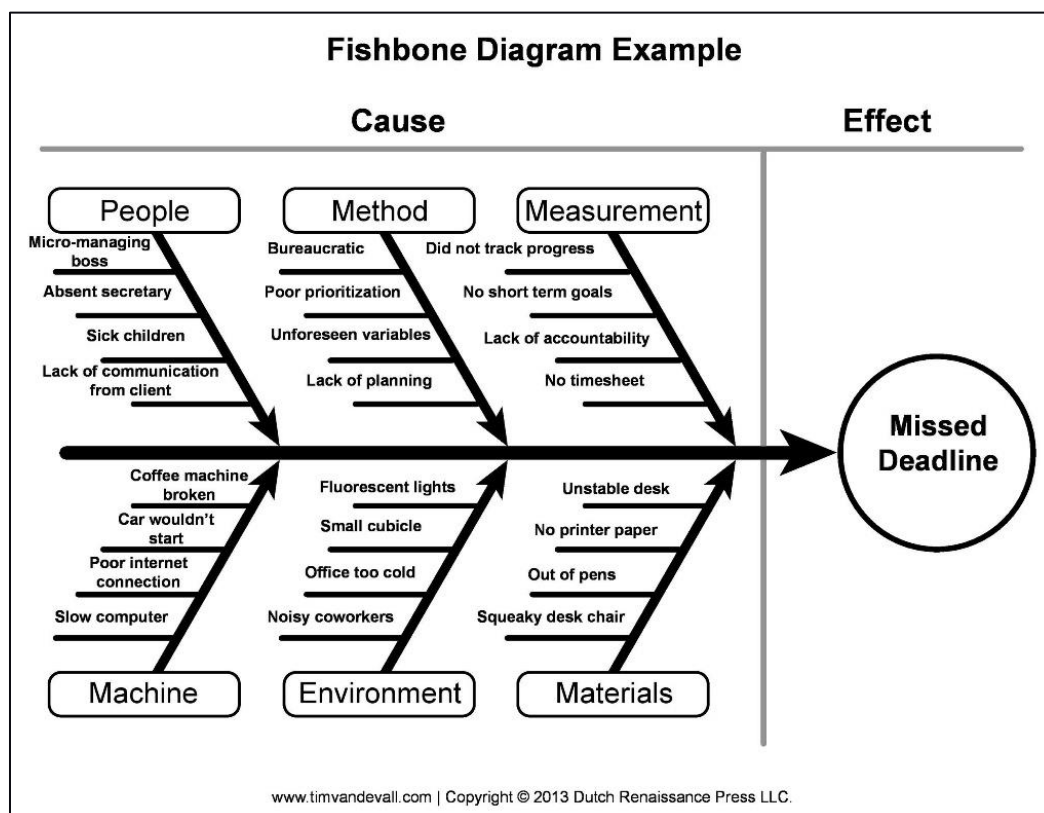 Fishbone Diagram Example
Cause
Effect
People
Method
Measurement
Micro-managing
boss
Absent secretary
Sick children
Lack of communication
from client
Bureaucratic
Poor prioritization
Unforeseen variables
Lack of planning
Did not track progress
No short term goals
Lack of accountability
No timesheet
Missed
Deadline
Coffee machine
broken
Car wouldn't
start
Poor internet
connection
Slow computer
Fluorescent lights
Small cubicle
Office too cold
Noisy coworkers
Unstable desk
No printer paper
Out of pens
Squeaky desk chair
Machine
Environment
Materials
www.timvandevall.com | Copyright © 2013 Dutch Renaissance Press LLC.